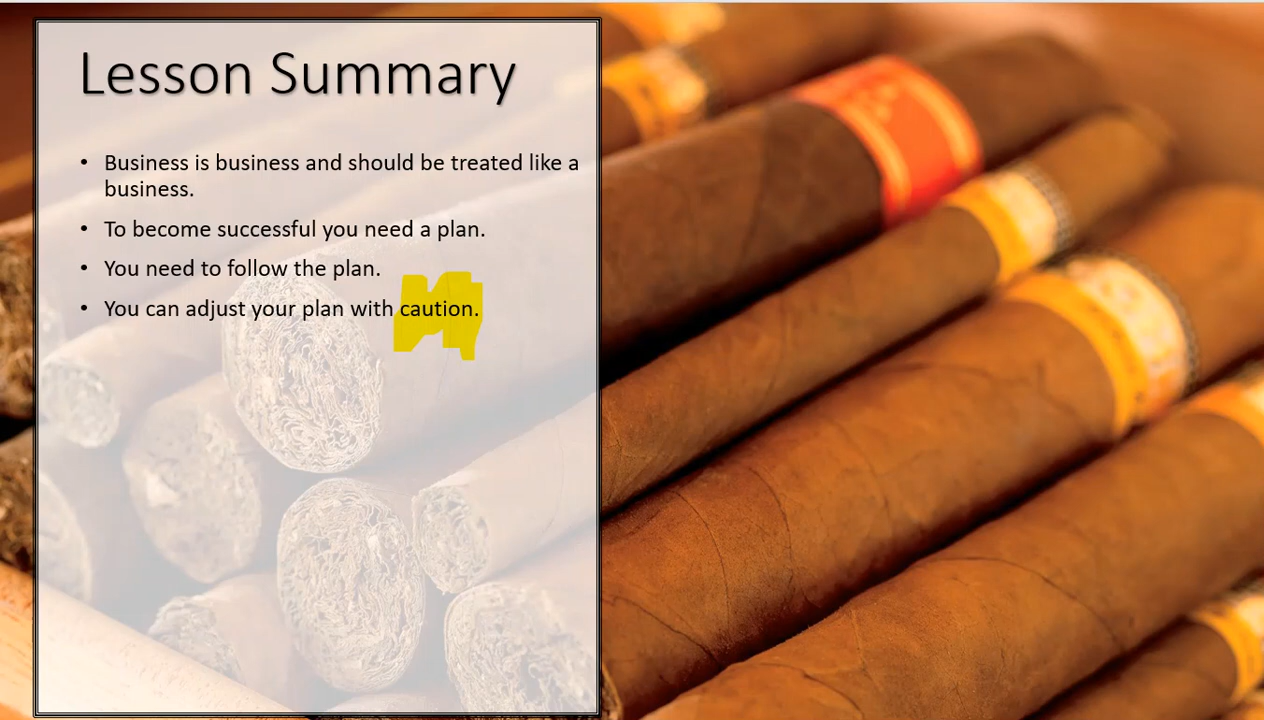 Lesson Summary
• Business is business and should be treated like a
business.
• To become successful you need a plan.
• You need to follow the plan.
• You can adjust your plan with caution.